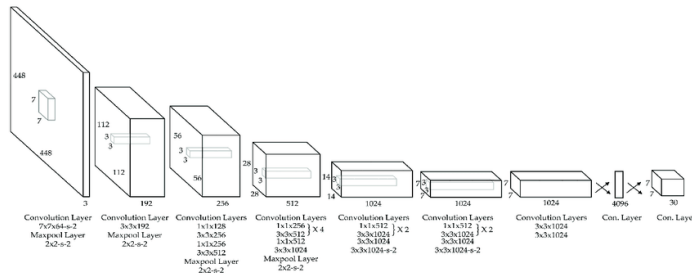 448
7
7
448
3
112
3
3
112
192
56
3
3
56
256
28
3
3
28
512
14
3
3
14
1024
7
3
3
7
1024
7
7
1024
4096
7
7
30
Convolution Layer
7x7x64-s-2
Maxpool Layer
2x2-s-2
Convolution Layer
3x3x192
Maxpool Layer
2x2-s-2
Convolution Layers
1x1x128
3x3x256
1x1x256
3x3x512
Maxpool Layer
2x2-s-2
Convolution Layers
1x1x256 } X 4
3x3x512
1x1x512
3x3x1024
Maxpool Layer
2x2-s-2
Convolution Layers
1x1x512 } X 2
3x3x1024
3x3x1024
3x3x1024-s-2
Convolution Layers
1x1x512 } X 2
3x3x1024
3x3x1024
3x3x1024-s-2
Convolution Layers
3x3x1024
3x3x1024
Con. Layer
Con. Laye